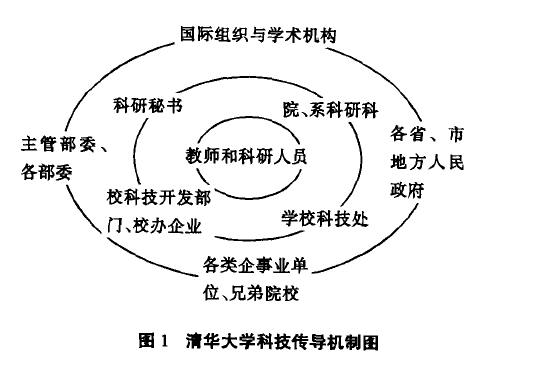 国际组织与学术机构
科研秘书
院、系科研科
主管部委、
各部委
教师和科研人员
各省、市
地方人民
政府
校科技开发部
门、校办企业
学校科技处
各类企事业单
位、兄弟院校
图1 清华大学科技传导机制图